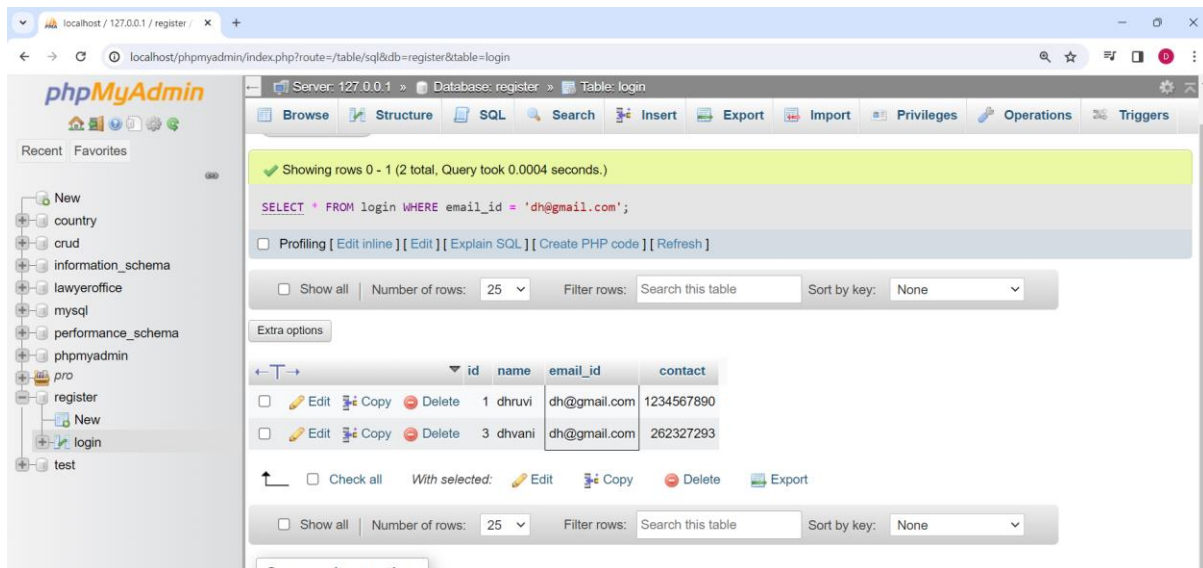 localhost / 127.0.0.1 / register /
localhost/phpmyadmin/index.php?route=/table/sql&db=register&table=login
D
phpMyAdmin
Recent Favorites
New
country
crud
information_schema
lawyeroffice
mysql
performance_schema
phpmyadmin
pro
register
New
login
test
Server: 127.0.0.1 » Database: register » Table: login
Browse Structure SQL Search Insert Export Import Privileges Operations Triggers
Showing rows 0 - 1 (2 total, Query took 0.0004 seconds.)
SELECT * FROM login WHERE email_id = 'dh@gmail.com';
Profiling [ Edit inline ] [ Edit ] [ Explain SQL ] [ Create PHP code ] [ Refresh ]
Show all | Number of rows: 25 Filter rows: Search this table Sort by key: None
Extra options
id name email_id contact
Edit Copy Delete 1 dhruvi dh@gmail.com 1234567890
Edit Copy Delete 3 dhvani dh@gmail.com 262327293
Check all With selected: Edit Copy Delete Export
Show all | Number of rows: 25 Filter rows: Search this table Sort by key: None